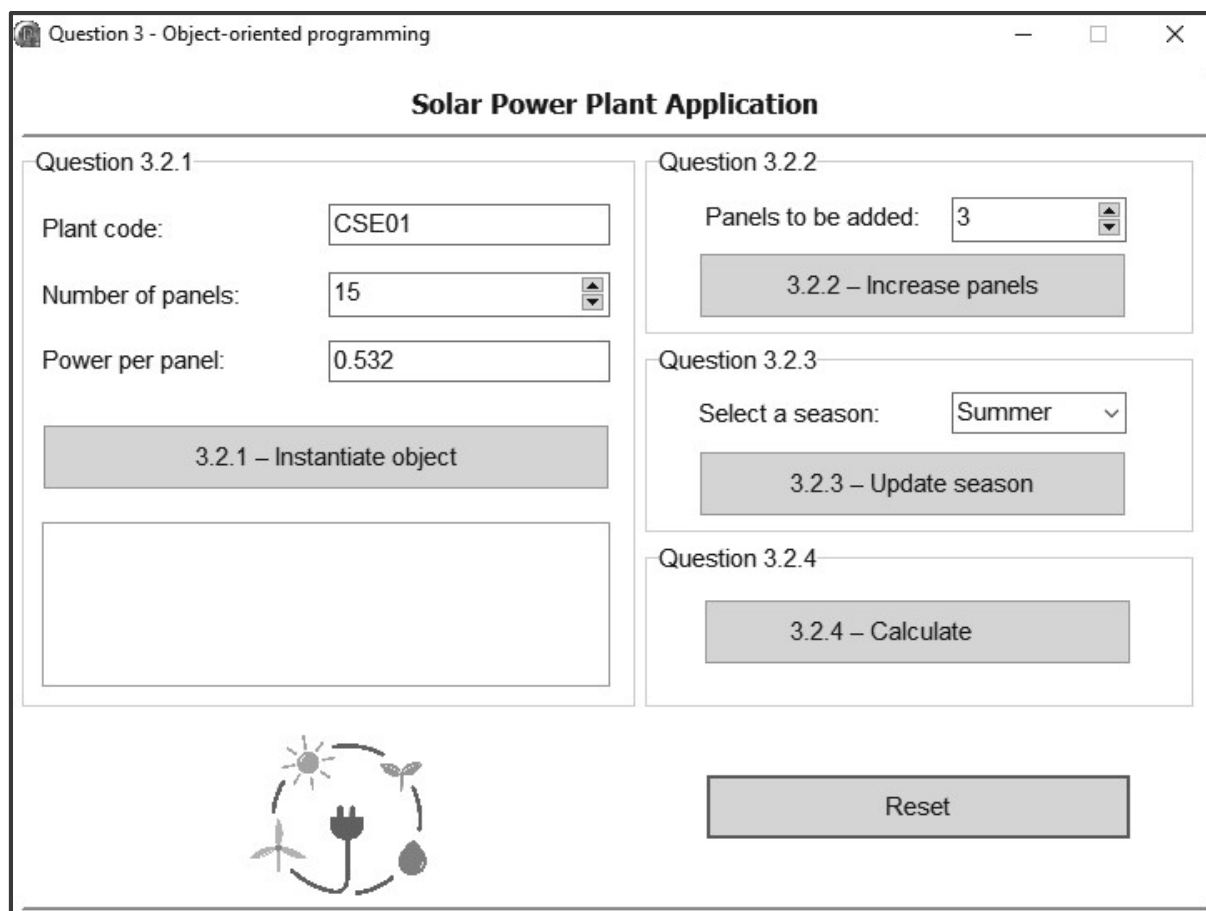 Question 3 - Object-oriented programming
Solar Power Plant Application
Question 3.2.1
Plant code:
CSE01
Number of panels:
15
Power per panel:
0.532
3.2.1 – Instantiate object
Question 3.2.2
Panels to be added:
3
3.2.2 – Increase panels
Question 3.2.3
Select a season:
Summer
3.2.3 – Update season
Question 3.2.4
3.2.4 – Calculate
Reset